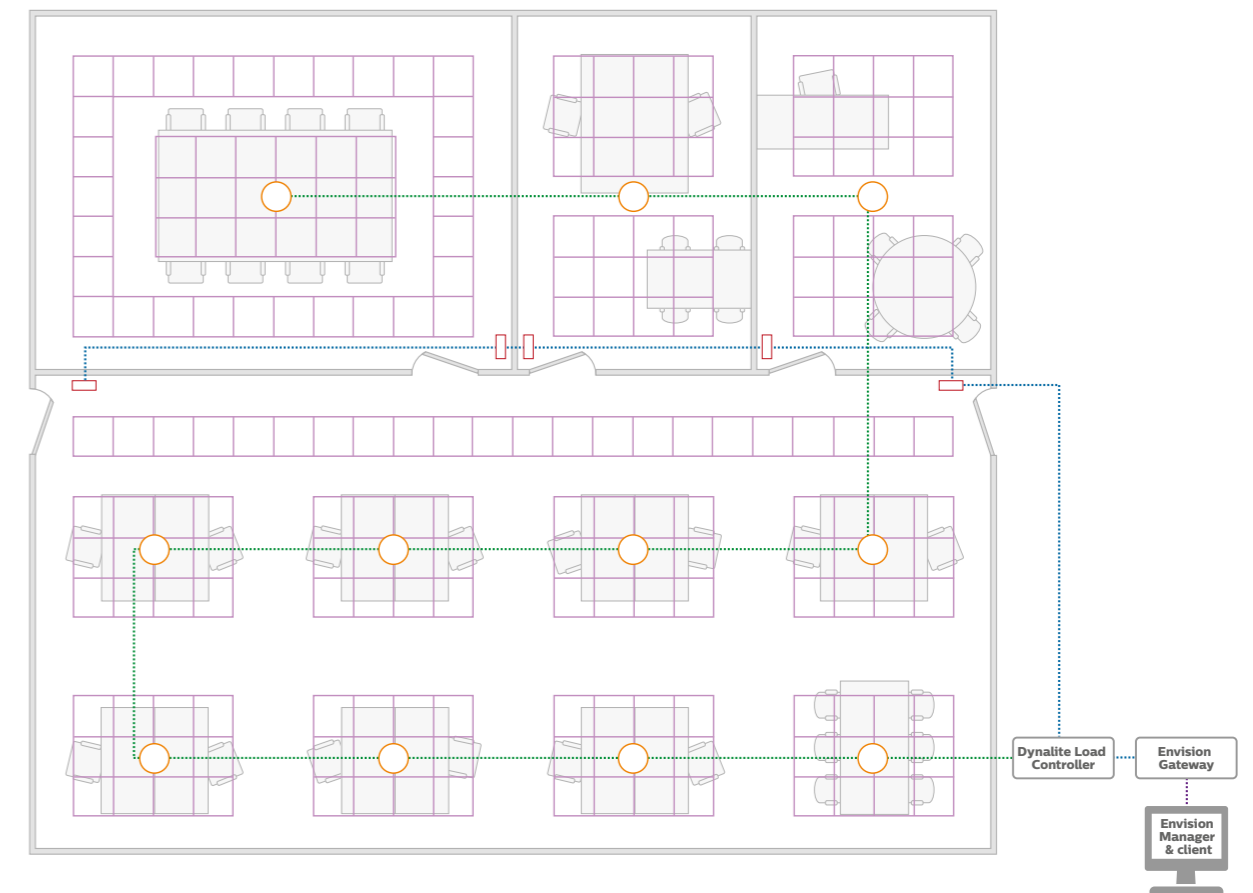 Dynalite Load
Controller
Envision
Gateway
Envision
Manager
& client